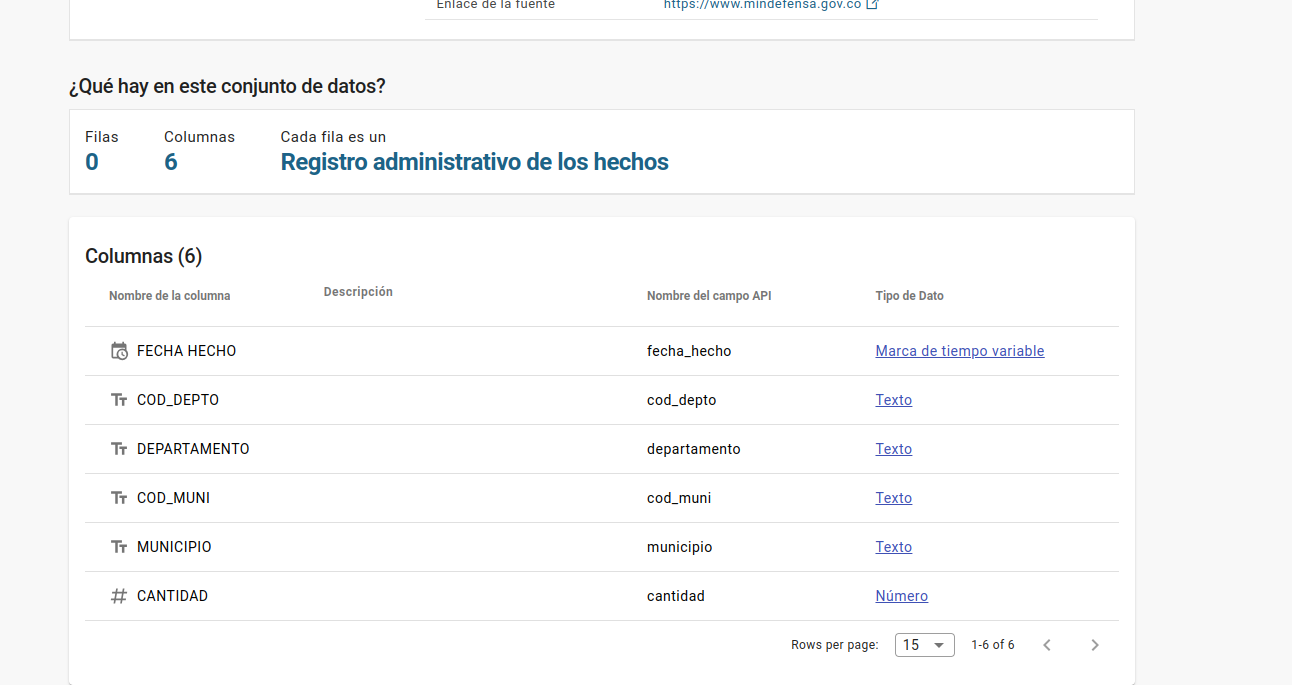 Enlace de la fuente https://www.mindefensa.gov.co
¿Qué hay en este conjunto de datos?
Filas Columnas Cada fila es un
0 6 Registro administrativo de los hechos
Columnas (6)
Nombre de la columna Descripción Nombre del campo API Tipo de Dato
FECHA HECHO fecha_hecho Marca de tiempo variable
COD_DEPTO cod_depto Texto
DEPARTAMENTO departamento Texto
COD_MUNI cod_muni Texto
MUNICIPIO municipio Texto
CANTIDAD cantidad Número
Rows per page: 15 1-6 of 6